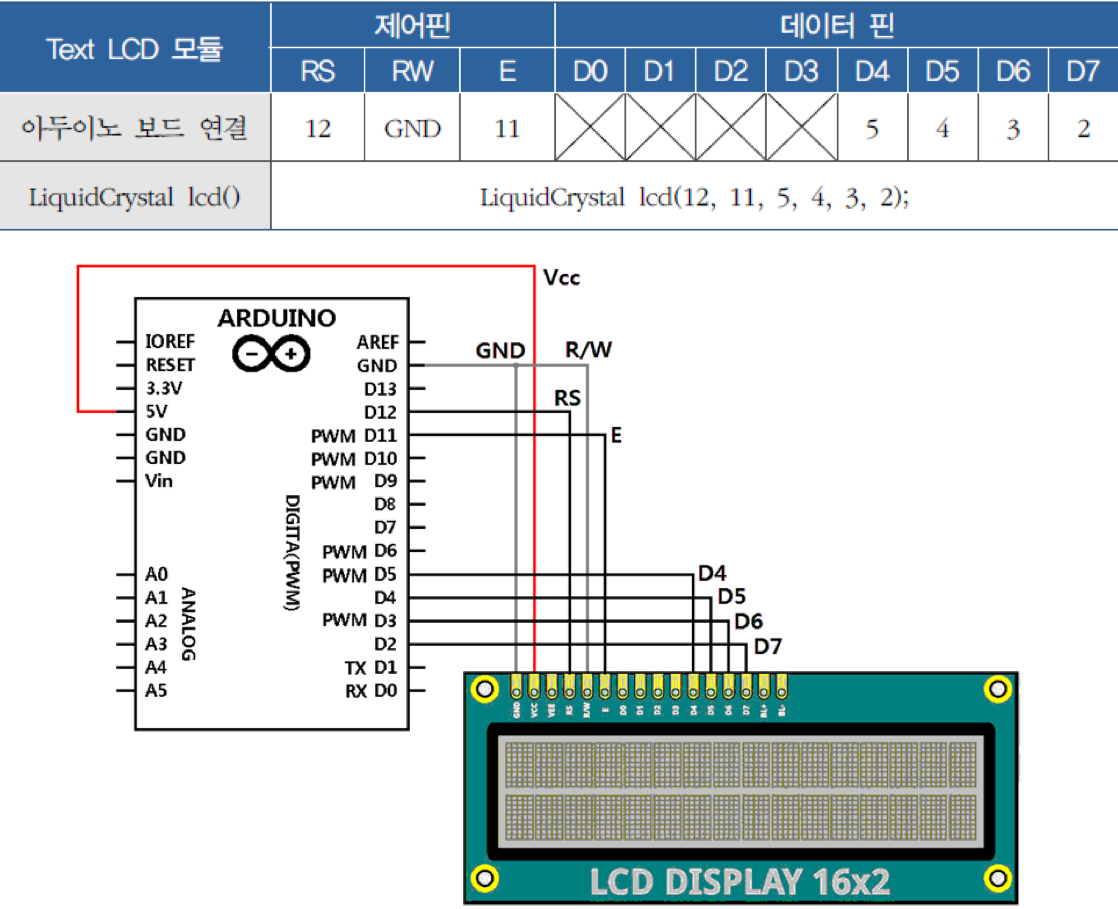 Text LCD 모듈 제어핀 데이터 핀
RS RW E D0 D1 D2 D3 D4 D5 D6 D7
아두이노 보드 연결 12 GND 11 5 4 3 2
LiquidCrystal lcd() LiquidCrystal lcd(12, 11, 5, 4, 3, 2);
Vcc
ARDUINO
IOREF AREF
RESET GND
3.3V D13
5V D12
GND PWM D11
GND PWM D10
Vin PWM D9
D8
D7
PWM D6
A0 PWM D5
A1 D4
A2 PWM D3
A3 D2
A4 TX D1
A5 RX D0
ANALOG
DIGITA(PWM)
GND R/W
RS
E
D4
D5
D6
D7
GND VCC VEE RS R/W E D0 D1 D2 D3 D4 D5 D6 D7 BL+ BL-
LCD DISPLAY 16x2